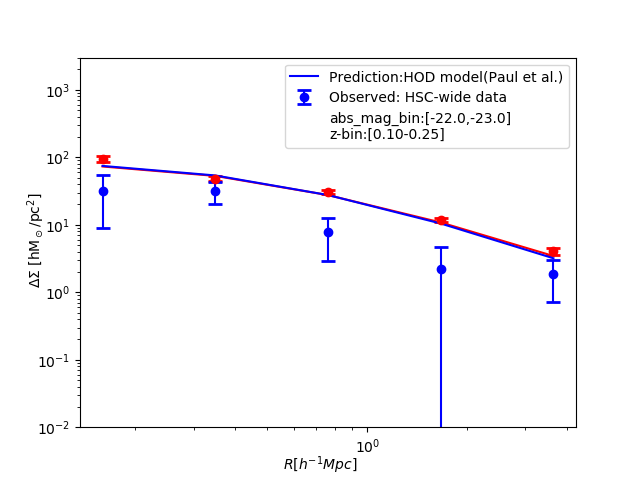 Prediction:HOD model(Paul et al.)
Observed: HSC-wide data
abs_mag_bin:[-22.0,-23.0]
z-bin:[0.10-0.25]
10³
10²
10¹
10⁰
10⁻¹
10⁻²
ΔΣ [hM⊙/pc²]
10⁰
R[h⁻¹Mpc]